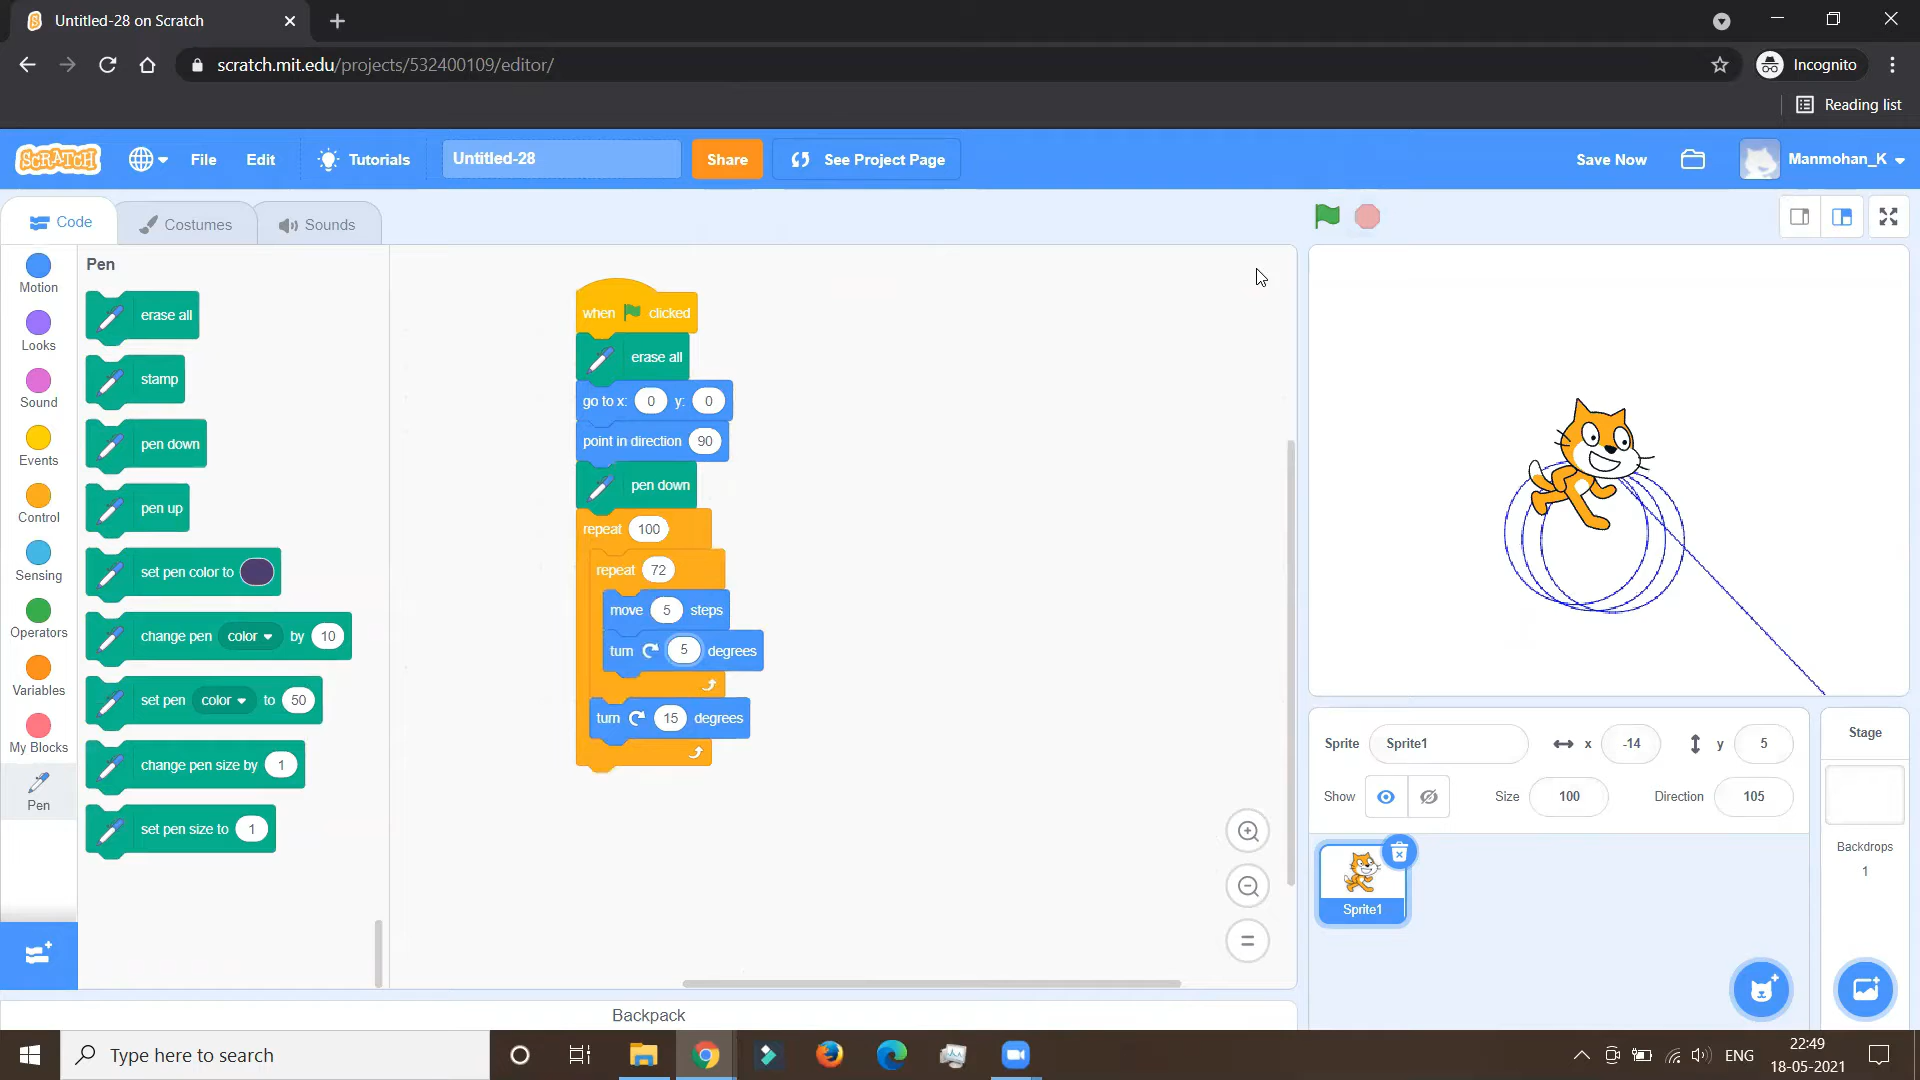 Untitled-28 on Scratch
scratch.mit.edu/projects/532400109/editor/
Incognito
Reading list
SCRATCH
File
Edit
Tutorials
Untitled-28
Share
See Project Page
Save Now
Manmohan_K
Code
Costumes
Sounds
Motion
Looks
Sound
Events
Control
Sensing
Operators
Variables
My Blocks
Pen
Pen
erase all
stamp
pen down
pen up
set pen color to
change pen color by 10
set pen color to 50
change pen size by 1
set pen size to 1
when clicked
erase all
go to x: 0 y: 0
point in direction 90
pen down
repeat 100
repeat 72
move 5 steps
turn 5 degrees
turn 15 degrees
Backpack
Sprite Sprite1 x -14 y 5
Show Size 100 Direction 105
Sprite1
Stage
Backdrops
1
Type here to search
ENG
22:49
18-05-2021